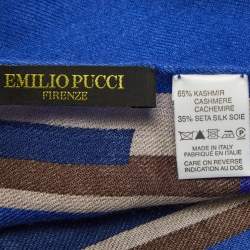 EMILIO PUCCI
FIRENZE
65% KASHMIR
CASHMERE
CACHEMIRE
35% SETA SILK SOIE
MADE IN ITALY
FABRIQUÉ EN ITALIE
CARE ON REVERSE
INDICATION AU DOS